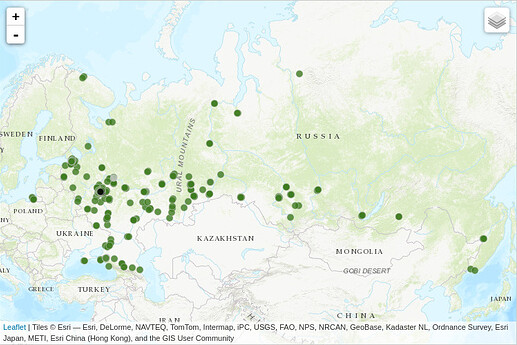 +
-
RUSSIA
SWEDEN
FINLAND
URAL MOUNTAINS
POLAND
UKRAINE
KAZAKHSTAN
MONGOLIA
GOBI DESERT
GREECE
TURKEY
JAPAN
CHINA
IRAN
Leaflet | Tiles © Esri — Esri, DeLorme, NAVTEQ, TomTom, Intermap, iPC, USGS, FAO, NPS, NRCAN, GeoBase, Kadaster NL, Ordnance Survey, Esri
Japan, METI, Esri China (Hong Kong), and the GIS User Community